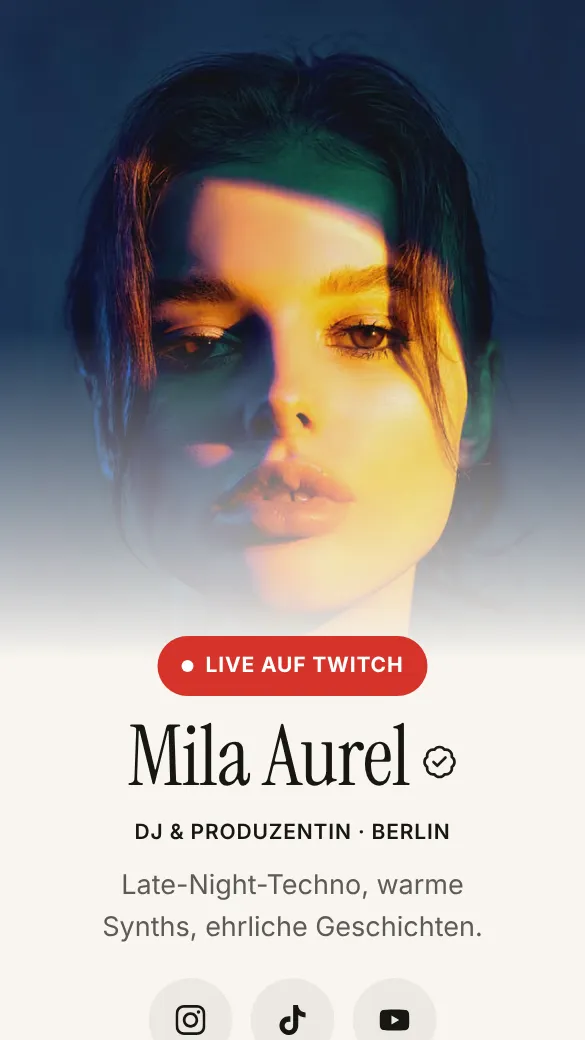 LIVE AUF TWITCH
Mila Aurel
DJ & PRODUZENTIN · BERLIN
Late-Night-Techno, warme
Synths, ehrliche Geschichten.